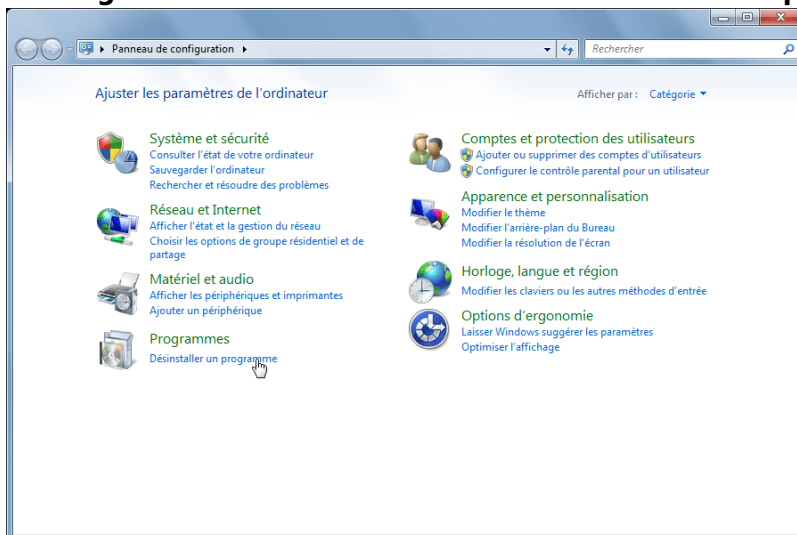 Panneau de configuration
Rechercher
Ajuster les paramètres de l'ordinateur
Afficher par : Catégorie
Système et sécurité
Consulter l'état de votre ordinateur
Sauvegarder l'ordinateur
Rechercher et résoudre des problèmes
Réseau et Internet
Afficher l'état et la gestion du réseau
Choisir les options de groupe résidentiel et de
partage
Matériel et audio
Afficher les périphériques et imprimantes
Ajouter un périphérique
Programmes
Désinstaller un programme
Comptes et protection des utilisateurs
Ajouter ou supprimer des comptes d'utilisateurs
Configurer le contrôle parental pour un utilisateur
Apparence et personnalisation
Modifier le thème
Modifier l'arrière-plan du Bureau
Modifier la résolution de l'écran
Horloge, langue et région
Modifier les claviers ou les autres méthodes d'entrée
Options d'ergonomie
Laisser Windows suggérer les paramètres
Optimiser l'affichage